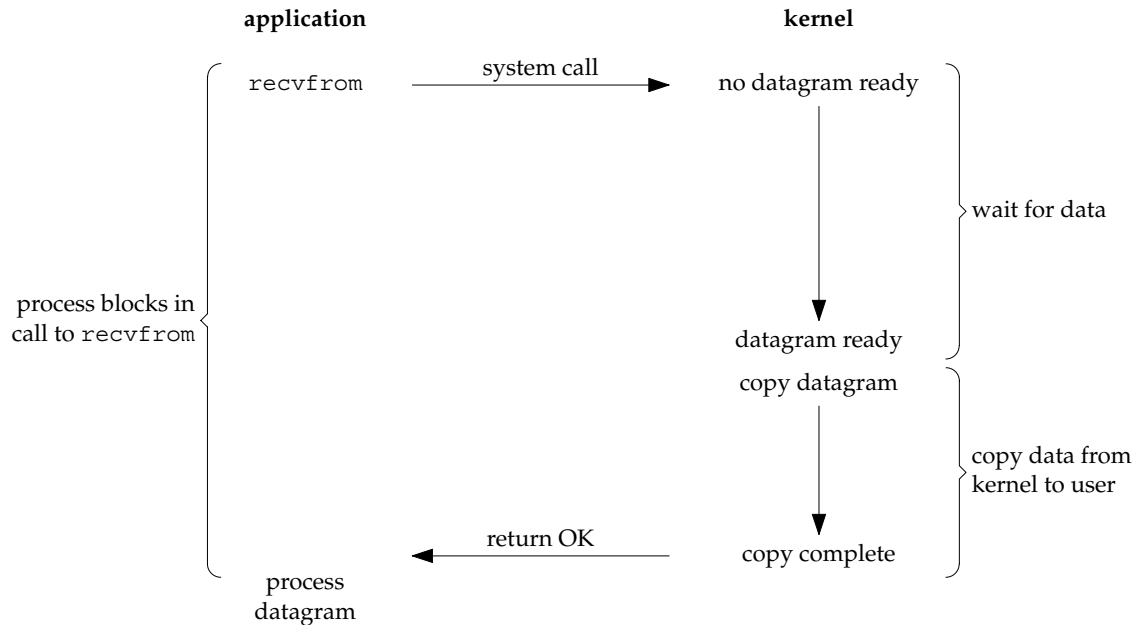 application
kernel
recvfrom
system call
no datagram ready
wait for data
process blocks in
call to recvfrom
datagram ready
copy datagram
copy data from
kernel to user
return OK
copy complete
process
datagram